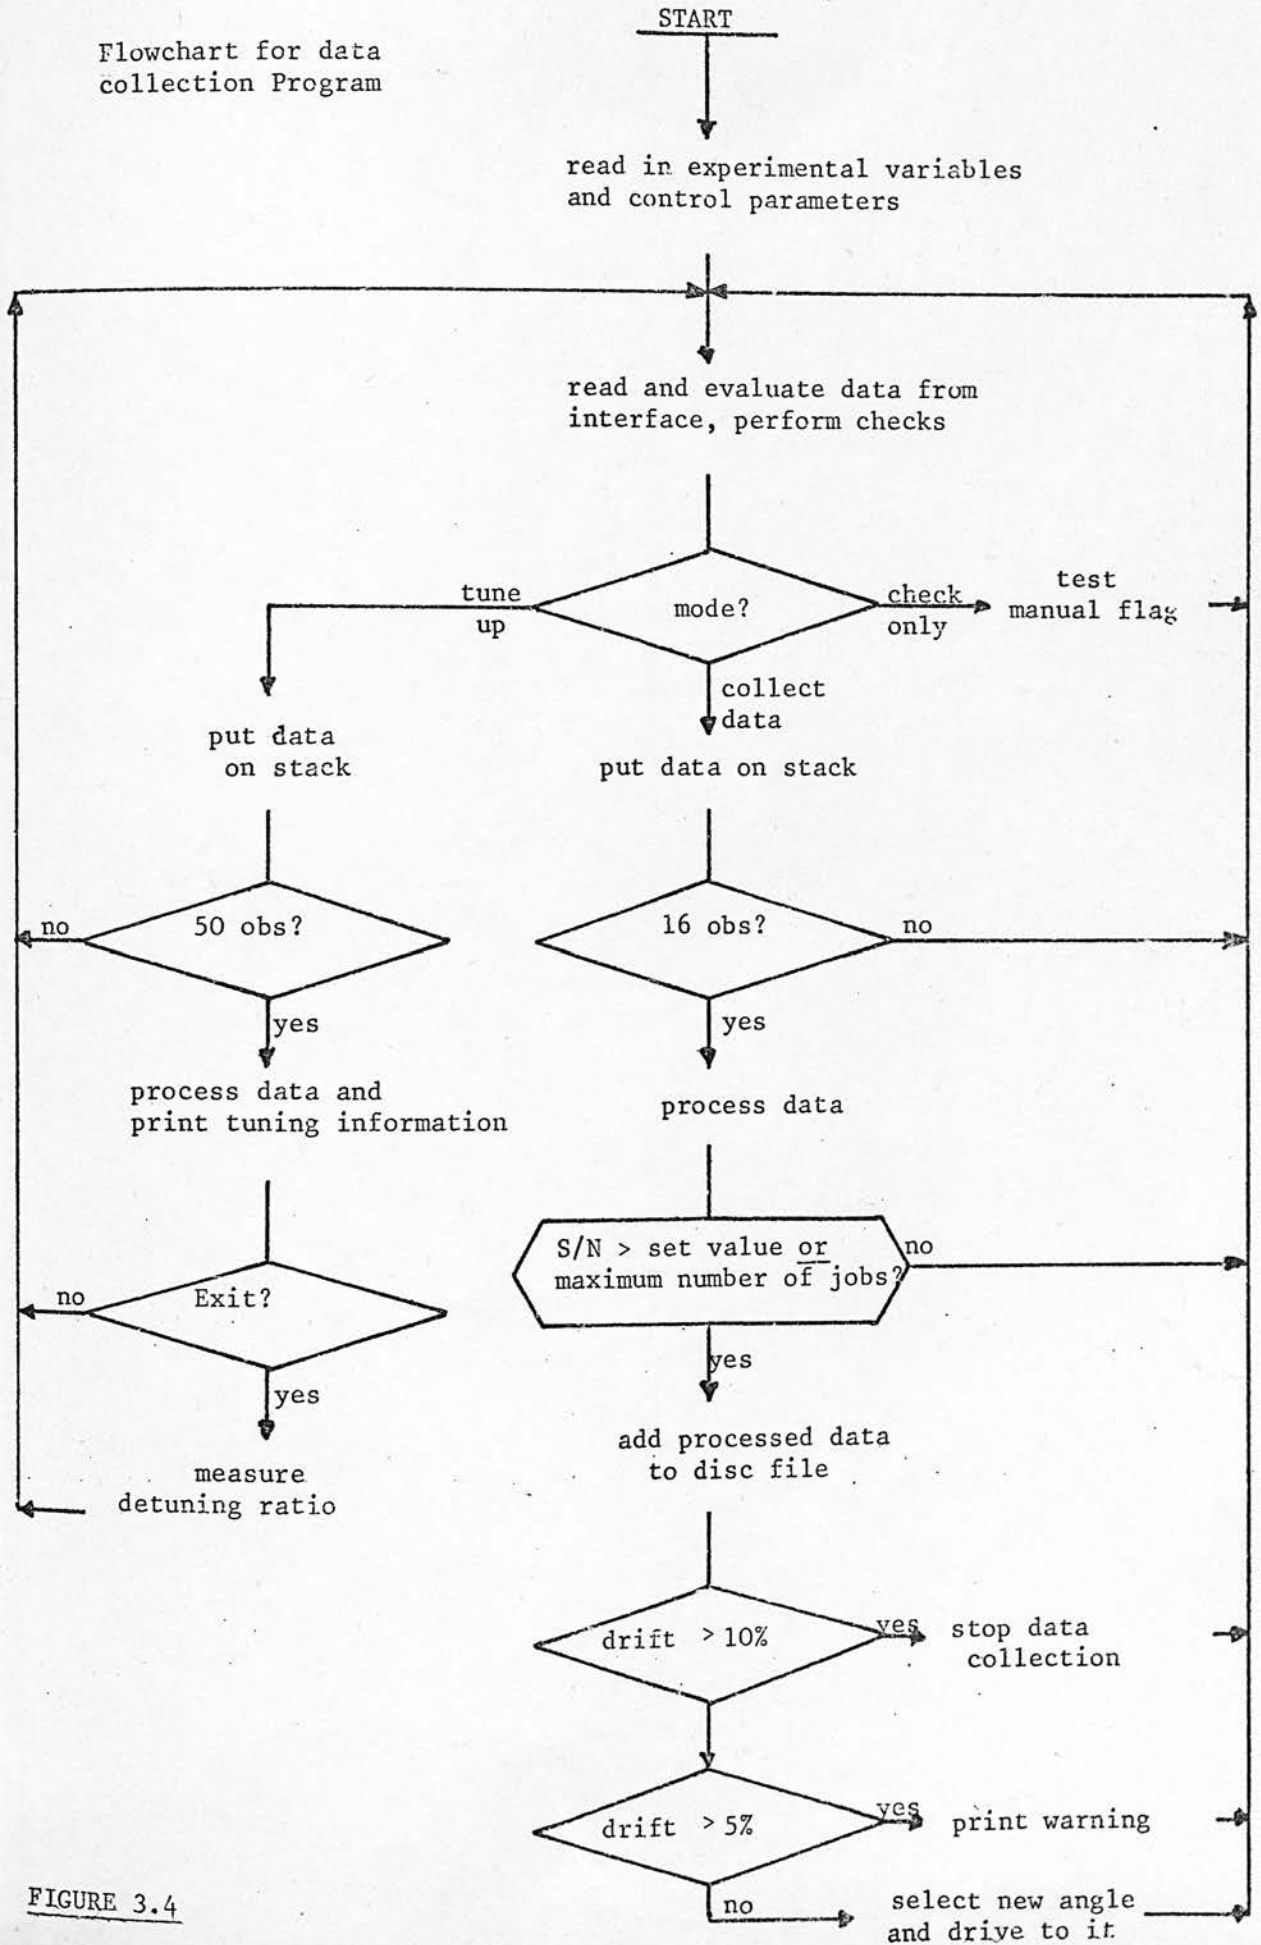 START
Flowchart for data
collection Program
read in experimental variables
and control parameters
read and evaluate data from
interface, perform checks
tune
up
mode?
check
only
test
manual flag
collect
data
put data
on stack
put data on stack
no
50 obs?
16 obs?
no
yes
yes
process data and
print tuning information
process data
S/N > set value or
maximum number of jobs?
no
no
Exit?
yes
yes
add processed data
to disc file
measure
detuning ratio
drift > 10%
yes
stop data
collection
drift > 5%
yes
print warning
no
select new angle
and drive to it
FIGURE 3.4